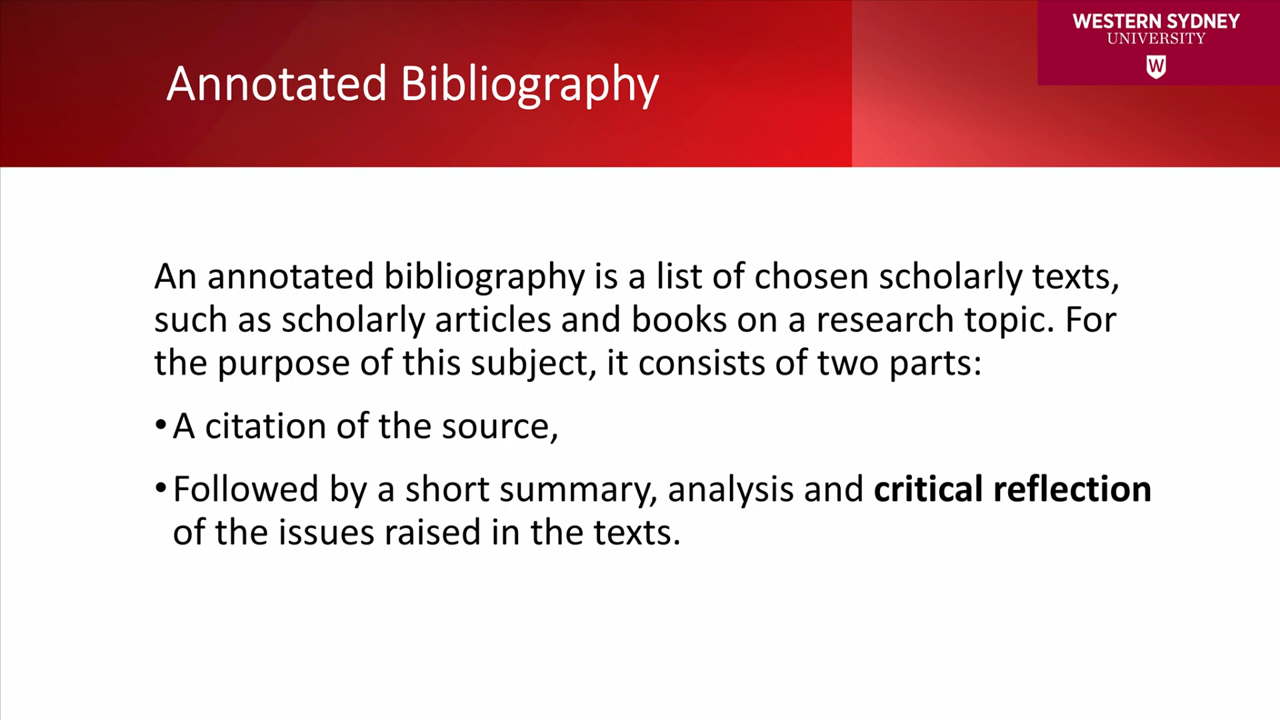 WESTERN SYDNEY
UNIVERSITY
W
Annotated Bibliography
An annotated bibliography is a list of chosen scholarly texts,
such as scholarly articles and books on a research topic. For
the purpose of this subject, it consists of two parts:
•A citation of the source,
•Followed by a short summary, analysis and critical reflection
of the issues raised in the texts.